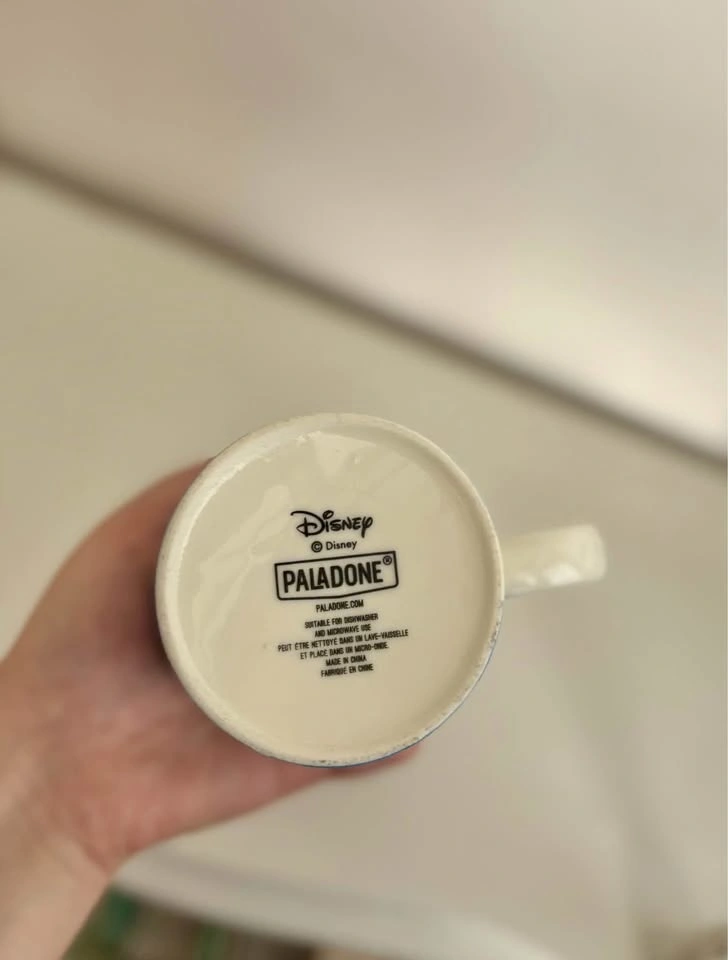 Disney
© Disney
PALADONE®
PALADONE.COM
SUITABLE FOR DISHWASHER
AND MICROWAVE USE
PEUT ÊTRE NETTOYÉ DANS UN LAVE-VAISSELLE
ET PLACÉ DANS UN MICRO-ONDE.
MADE IN CHINA
FABRIQUÉ EN CHINE